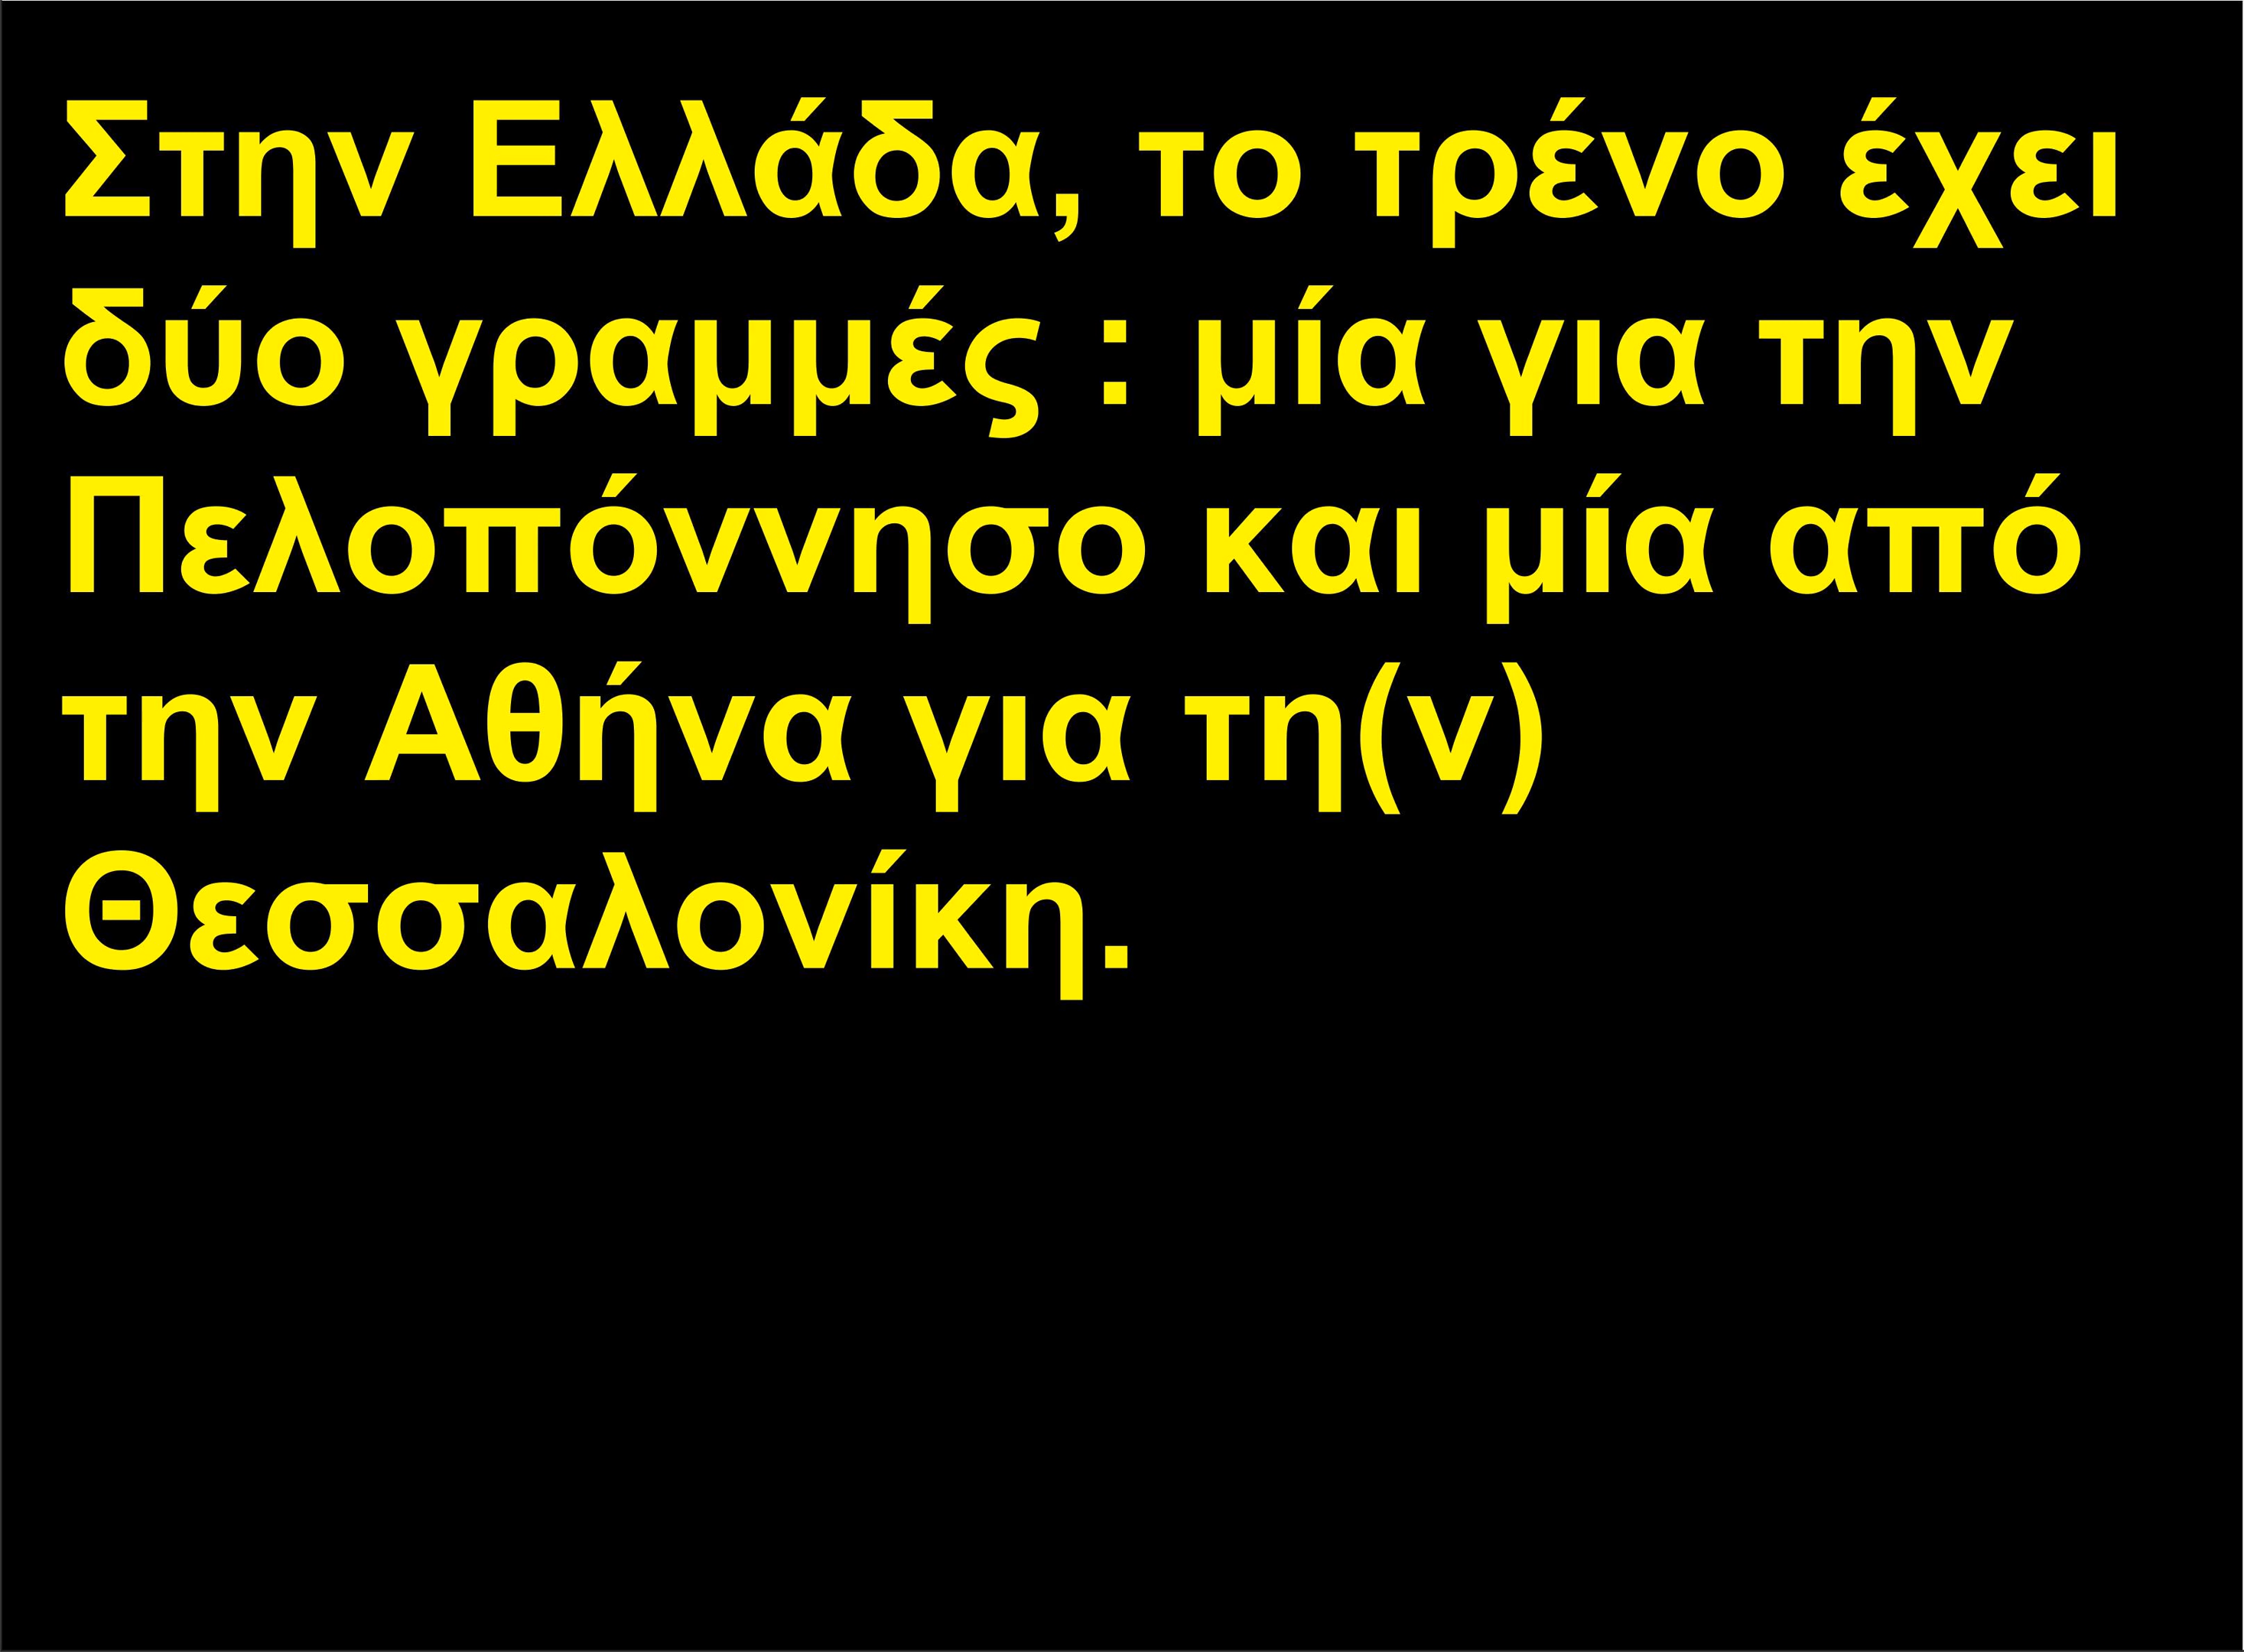 Στην Ελλάδα, το τρένο έχει
δύο γραμμές : μία για την
Πελοπόννησο και μία από
την Αθήνα για τη(ν)
Θεσσαλονίκη.